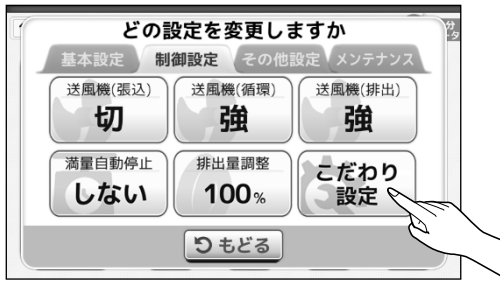 どの設定を変更しますか
基本設定 制御設定 その他設定 メンテナンス
送風機(張込) 送風機(循環) 送風機(排出)
切 強 強
満量自動停止 排出量調整 こだわり
しない 100% 設定
もどる
分